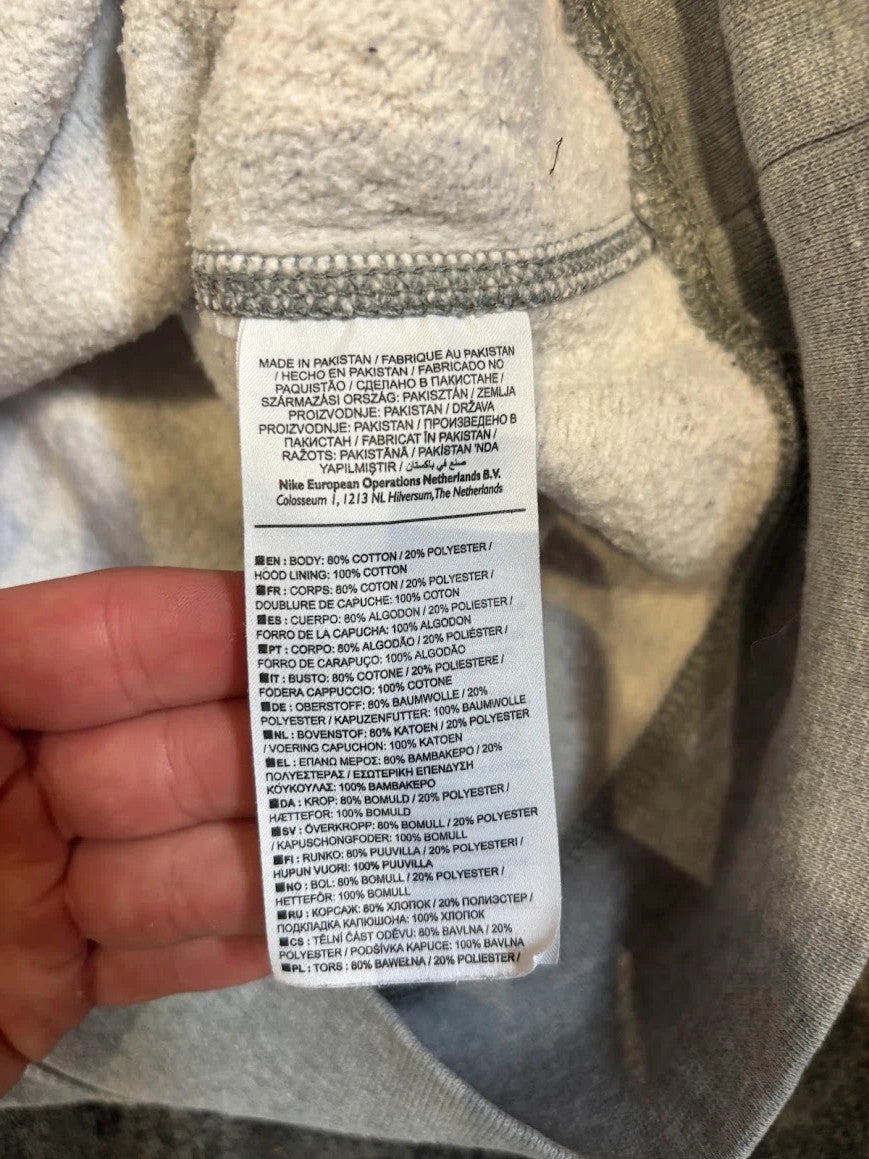 MADE IN PAKISTAN / FABRIQUE AU PAKISTAN
/ HECHO EN PAKISTAN / FABRICADO NO
PAQUISTÃO / СДЕЛАНО В ПАКИСТАНЕ /
SZÁRMAZÁSI ORSZÁG: PAKISZTÁN / ZEMLJA
PROIZVODNJE: PAKISTAN / DRŽAVA
PROIZVODNJE: PAKISTAN / ПРОИЗВЕДЕНО В
ПАКИСТАН / FABRICAT ÎN PAKISTAN /
RAŽOTS: PAKISTĀNĀ / PAKİSTAN 'NDA
YAPILMIŞTIR / صنع في باكستان
Nike European Operations Netherlands B.V.
Colosseum 1, 1213 NL Hilversum, The Netherlands
EN : BODY: 80% COTTON / 20% POLYESTER /
HOOD LINING: 100% COTTON
FR : CORPS: 80% COTON / 20% POLYESTER /
DOUBLURE DE CAPUCHE: 100% COTON
ES : CUERPO: 80% ALGODON / 20% POLYESTER /
FORRO DE LA CAPUCHA: 100% ALGODON
PT : CORPO: 80% ALGODÃO / 20% POLIÉSTER /
FORRO DE CARAPUÇO: 100% ALGODÃO
IT : BUSTO: 80% COTONE / 20% POLIESTERE /
FODERA CAPPUCCIO: 100% COTONE
DE : OBERSTOFF: 80% BAUMWOLLE / 20%
POLYESTER / KAPUZENFUTTER: 100% BAUMWOLLE
NL : BOVENSTOF: 80% KATOEN / 20% POLYESTER
/ VOERING CAPUCHON: 100% KATOEN
EL : ΕΠΑΝΩ ΜΕΡΟΣ: 80% ΒΑΜΒΑΚΕΡΟ / 20%
ΠΟΛΥΕΣΤΕΡΑΣ / ΕΣΩΤΕΡΙΚΗ ΕΠΕΝΔΥΣΗ
ΚΟΥΚΟΥΛΑΣ: 100% ΒΑΜΒΑΚΕΡΟ
DA : KROP: 80% BOMULD / 20% POLYESTER /
HÆTTEFOR: 100% BOMULD
SV : ÖVERKROPP: 80% BOMULL / 20% POLYESTER
/ KAPUSCHONGFODER: 100% BOMULL
FI : RUNKO: 80% PUUVILLA / 20% POLYESTERI /
HUPUN VUORI: 100% PUUVILLA
NO : BOL: 80% BOMULL / 20% POLYESTER /
HETTEFÔR: 100% BOMULL
RU : КОРСАЖ: 80% ХЛОПОК / 20% ПОЛИЭСТЕР /
ПОДКЛАДКА КАПЮШОНА: 100% ХЛОПОК
CS : TĚLNÍ ČÁST ODĚVU: 80% BAVLNA / 20%
POLYESTER / PODŠÍVKA KAPUCE: 100% BAVLNA
PL : TORS : 80% BAWEŁNA / 20% POLIESTER /